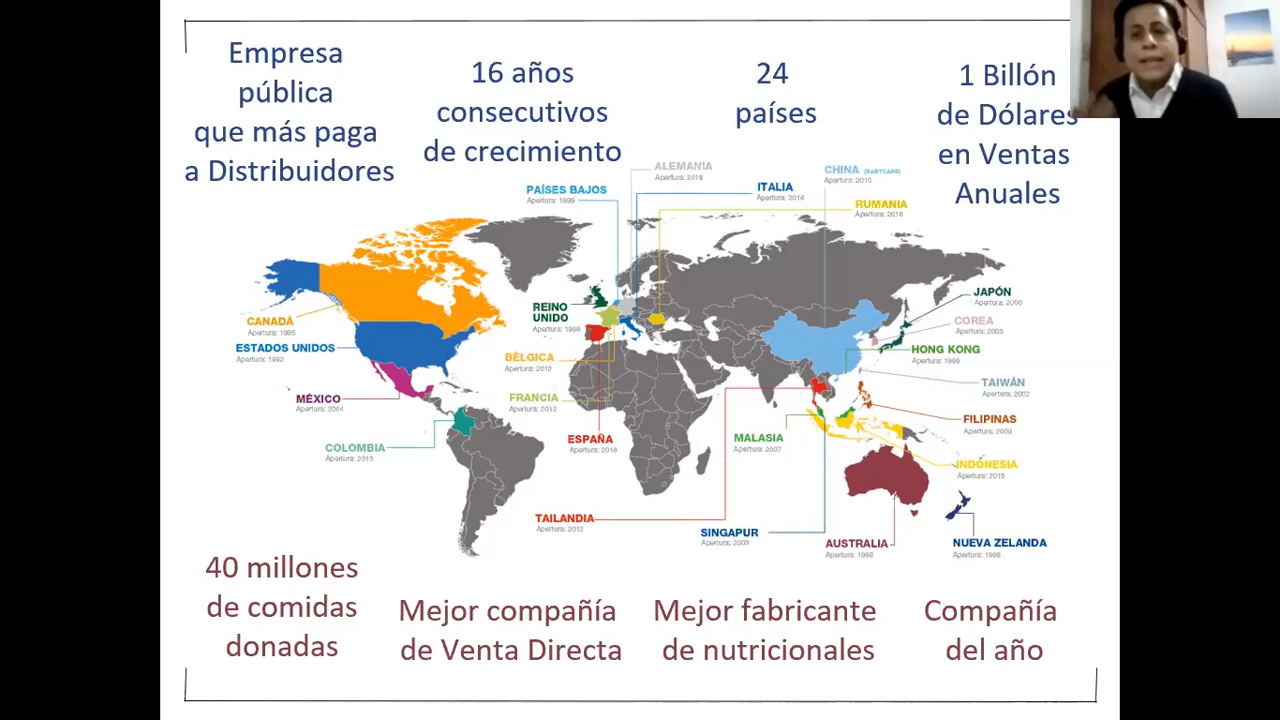 Empresa
pública
que más paga
a Distribuidores
16 años
consecutivos
de crecimiento
24
países
1 Billón
de Dólares
en Ventas
Anuales
ALEMANIA
Apertura: 2018
CHINA (BABYCARE)
Apertura: 2010
PAÍSES BAJOS
Apertura: 1999
ITALIA
Apertura: 2018
RUMANIA
Apertura: 2018
CANADÁ
Apertura: 1995
ESTADOS UNIDOS
Apertura: 1992
MÉXICO
Apertura: 2004
COLOMBIA
Apertura: 2013
REINO
UNIDO
Apertura: 1998
BÉLGICA
Apertura: 2012
FRANCIA
Apertura: 2012
ESPAÑA
Apertura: 2018
TAILANDIA
Apertura: 2012
JAPÓN
Apertura: 2000
COREA
Apertura: 2003
HONG KONG
Apertura: 1999
TAIWÁN
Apertura: 2002
FILIPINAS
Apertura: 2009
MALASIA
Apertura: 2007
INDONESIA
Apertura: 2015
SINGAPUR
Apertura: 2003
AUSTRALIA
Apertura: 1998
NUEVA ZELANDA
Apertura: 1998
40 millones
de comidas
donadas
Mejor compañía
de Venta Directa
Mejor fabricante
de nutricionales
Compañía
del año